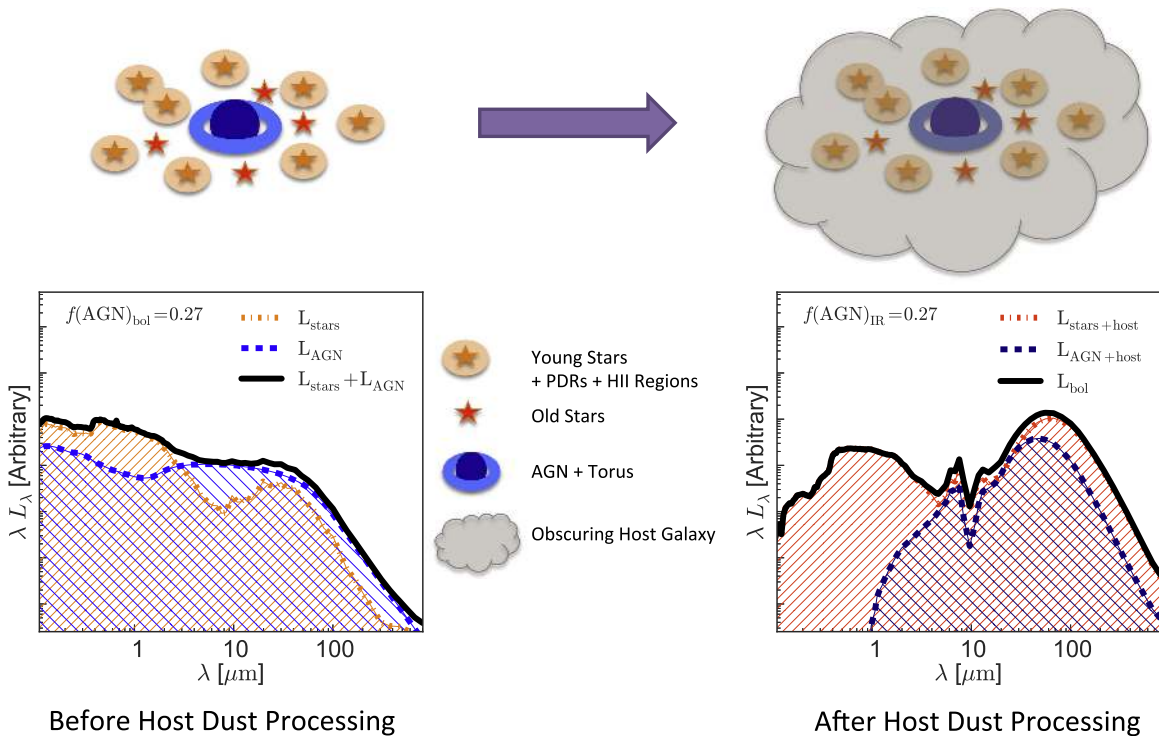 f(AGN)bol=0.27
Lstars
LAGN
Lstars+LAGN
λ Lλ [Arbitrary]
1
10
100
λ [μm]
Before Host Dust Processing
Young Stars
+ PDRs + HII Regions
Old Stars
AGN + Torus
Obscuring Host Galaxy
f(AGN)IR=0.27
Lstars+host
LAGN+host
Lbol
λ Lλ [Arbitrary]
1
10
100
λ [μm]
After Host Dust Processing